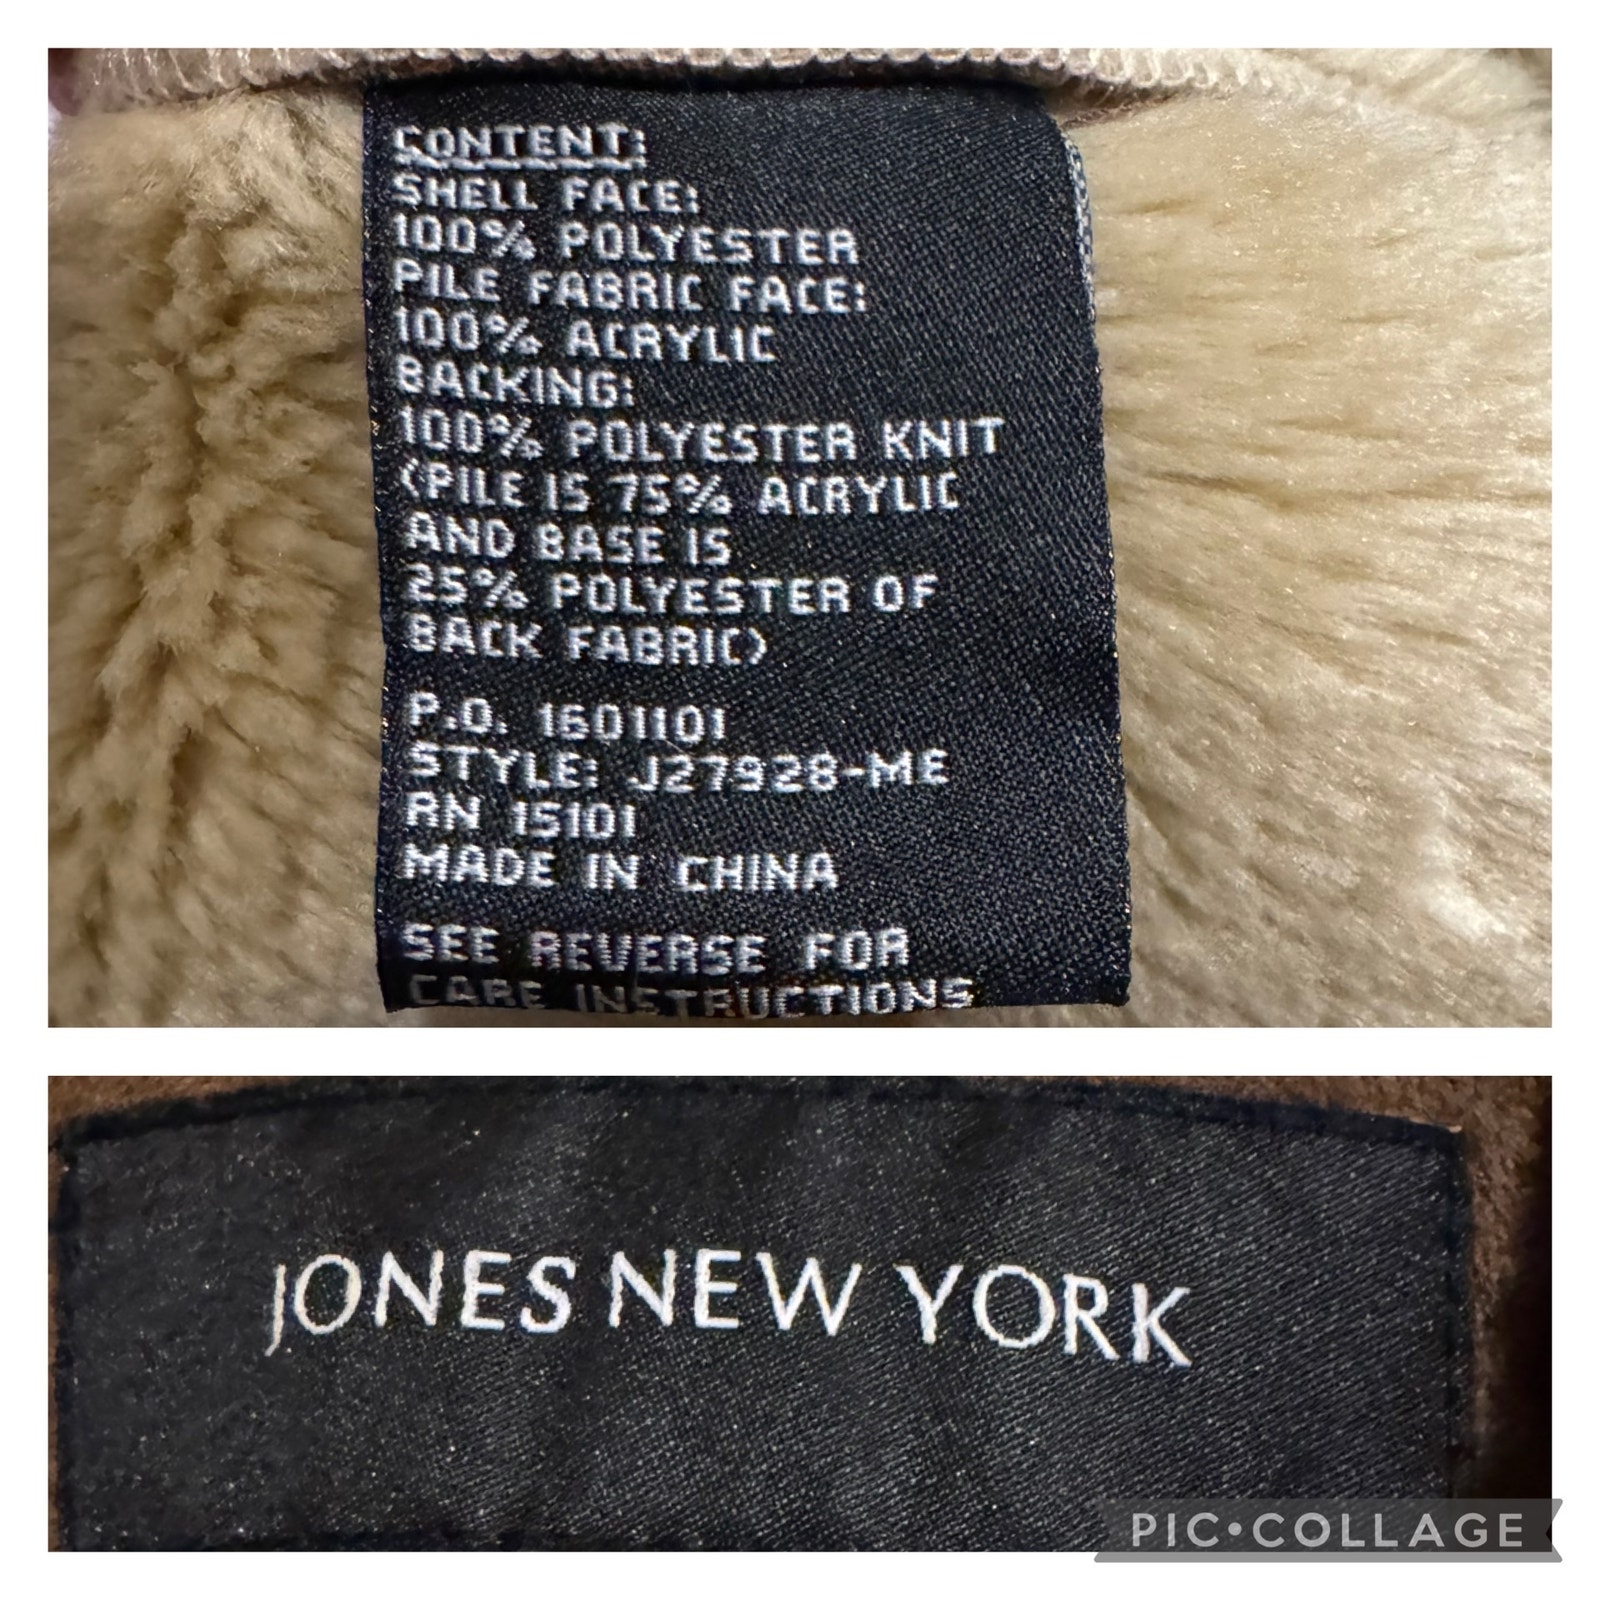 CONTENT:
SHELL FACE:
100% POLYESTER
PILE FABRIC FACE:
100% ACRYLIC
BACKING:
100% POLYESTER KNIT
(PILE IS 75% ACRYLIC
AND BASE IS
25% POLYESTER OF
BACK FABRIC)
P.O. 1601101
STYLE: J27928-ME
RN 15101
MADE IN CHINA
SEE REVERSE FOR
CARE INSTRUCTIONS
JONES NEW YORK
PIC•COLLAGE